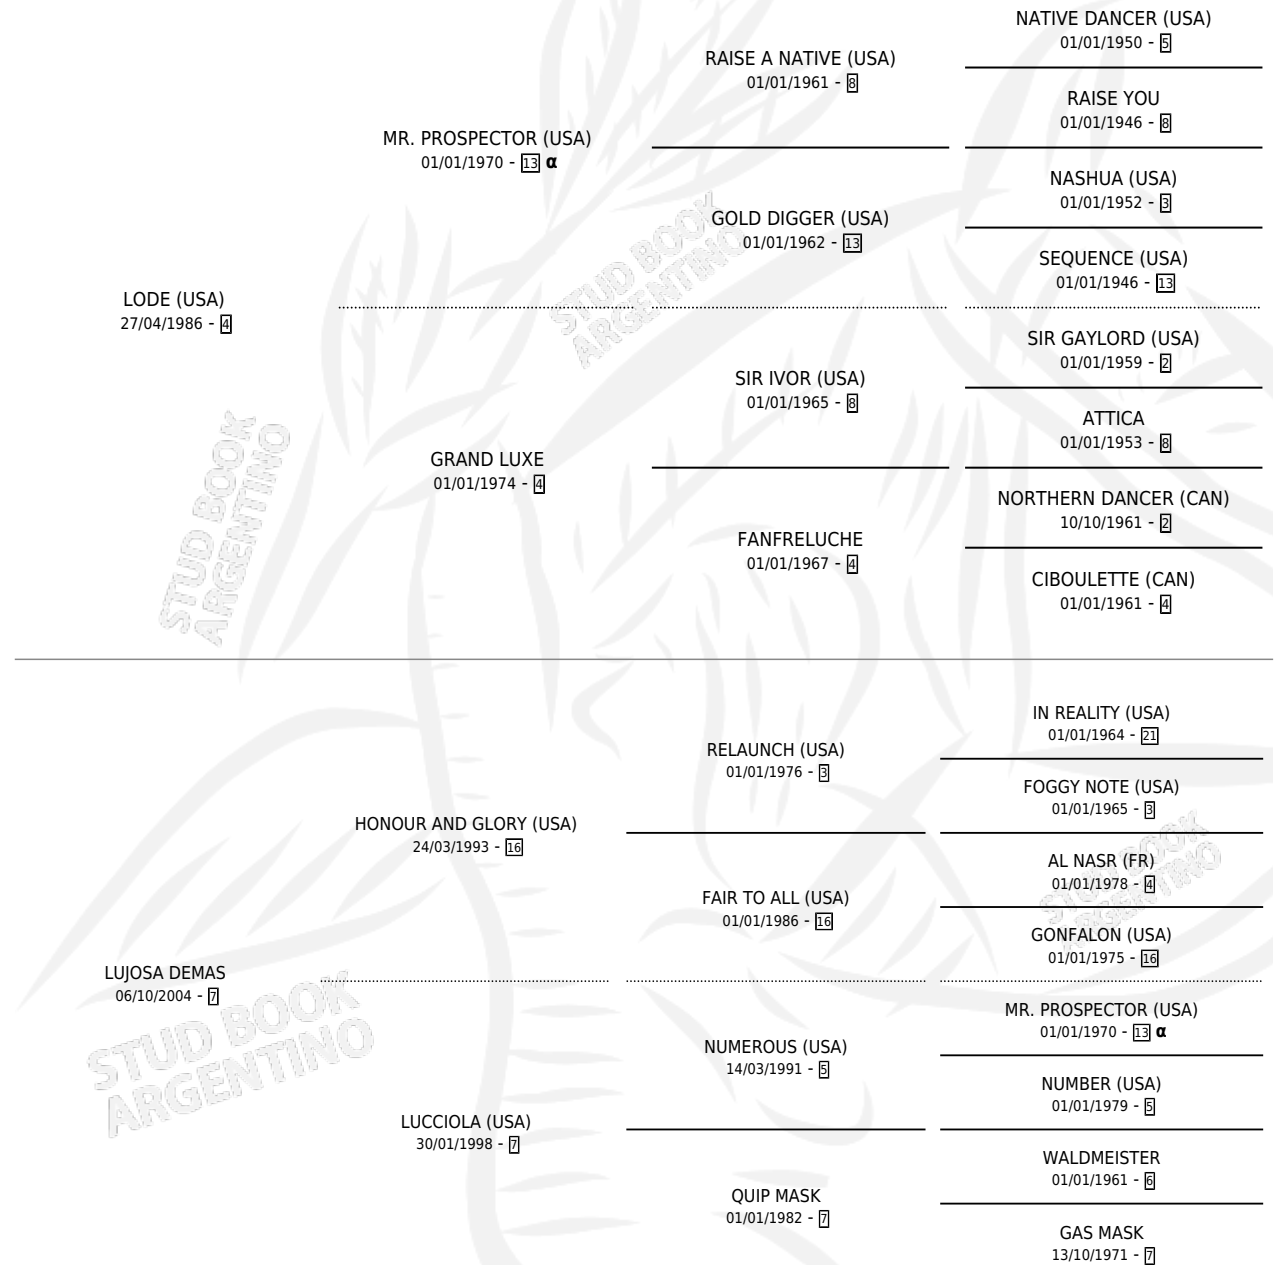 NATIVE DANCER (USA)
01/01/1950 - 5
RAISE A NATIVE (USA)
01/01/1961 - 8
RAISE YOU
01/01/1946 - 8
MR. PROSPECTOR (USA)
01/01/1970 - 13 α
NASHUA (USA)
01/01/1952 - 3
GOLD DIGGER (USA)
01/01/1962 - 13
SEQUENCE (USA)
01/01/1946 - 13
LODE (USA)
27/04/1986 - 4
SIR GAYLORD (USA)
01/01/1959 - 2
SIR IVOR (USA)
01/01/1965 - 8
ATTICA
01/01/1953 - 8
GRAND LUXE
01/01/1974 - 4
NORTHERN DANCER (CAN)
10/10/1961 - 2
FANFRELUCHE
01/01/1967 - 4
CIBOULETTE (CAN)
01/01/1961 - 4
IN REALITY (USA)
01/01/1964 - 21
RELAUNCH (USA)
01/01/1976 - 3
FOGGY NOTE (USA)
01/01/1965 - 3
HONOUR AND GLORY (USA)
24/03/1993 - 16
AL NASR (FR)
01/01/1978 - 4
FAIR TO ALL (USA)
01/01/1986 - 16
GONFALON (USA)
01/01/1975 - 16
LUJOSA DEMAS
06/10/2004 - 7
MR. PROSPECTOR (USA)
01/01/1970 - 13 α
NUMEROUS (USA)
14/03/1991 - 5
NUMBER (USA)
01/01/1979 - 5
LUCCIOLA (USA)
30/01/1998 - 7
WALDMEISTER
01/01/1961 - 6
QUIP MASK
01/01/1982 - 7
GAS MASK
13/10/1971 - 7
STUD BOOK
ARGENTINO
STUD BOOK
ARGENTINO
STUD BOOK
ARGENTINO
STUD BOOK
ARGENTINO